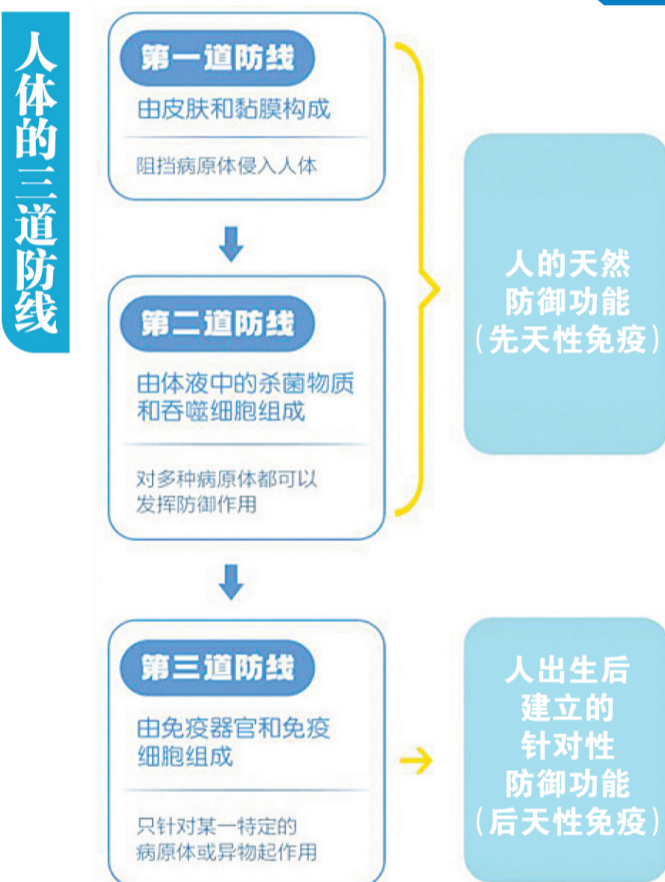 人体的三道防线
第一道防线
由皮肤和黏膜构成
阻挡病原体侵入人体
第二道防线
由体液中的杀菌物质
和吞噬细胞组成
对多种病原体都可以
发挥防御作用
人的天然
防御功能
(先天性免疫)
第三道防线
由免疫器官和免疫
细胞组成
只针对某一特定的
病原体或异物起作用
人出生后
建立的
针对性
防御功能
(后天性免疫)